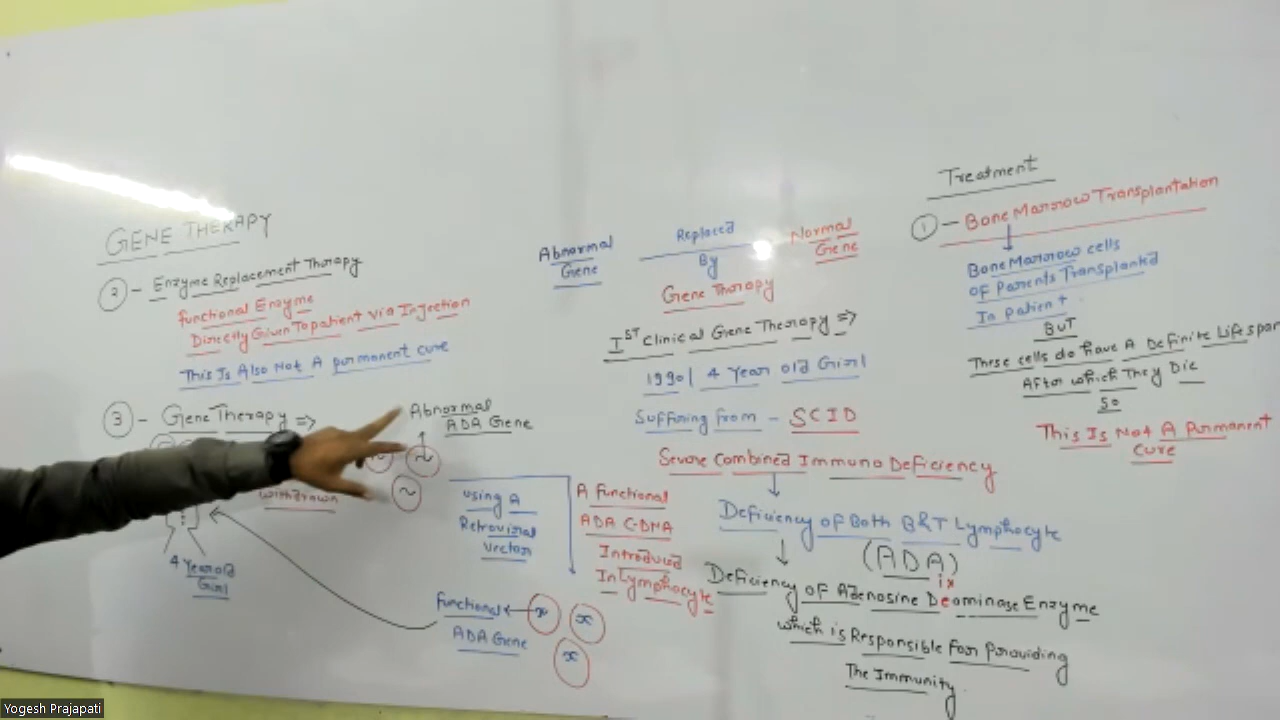 GENE THERAPY
2 - Enzyme Replacement Therapy
functional Enzyme
Directly Given To patient via Injection
This Is Also Not A permanent cure
3 - Gene Therapy =>
withdrawn
4 Year old
Girl
Abnormal
ADA Gene
using A
Retroviral
Vector
A functional
ADA C-DNA
Introduced
In Lymphocyte
functional
ADA Gene
x
x
x
Abnormal
Gene
Replaced
By
Normal
Gene
Gene Therapy
Ist Clinical Gene Therapy =>
1990 / 4 Year old Girl
Suffering from - SCID
Severe Combined Immuno Deficiency
Deficiency of Both B&T Lymphocyte
(ADA)
Deficiency of Adenosine Deaminase Enzyme
which is Responsible For Providing
The Immunity.
Treatment
1 - Bone Marrow Transplantation
Bone Marrow cells
Of Parents Transplanted
In patient.
But
These cells do have A Definite Life span
After which They Die
So
This Is Not A Permanent
Cure
Yogesh Prajapati